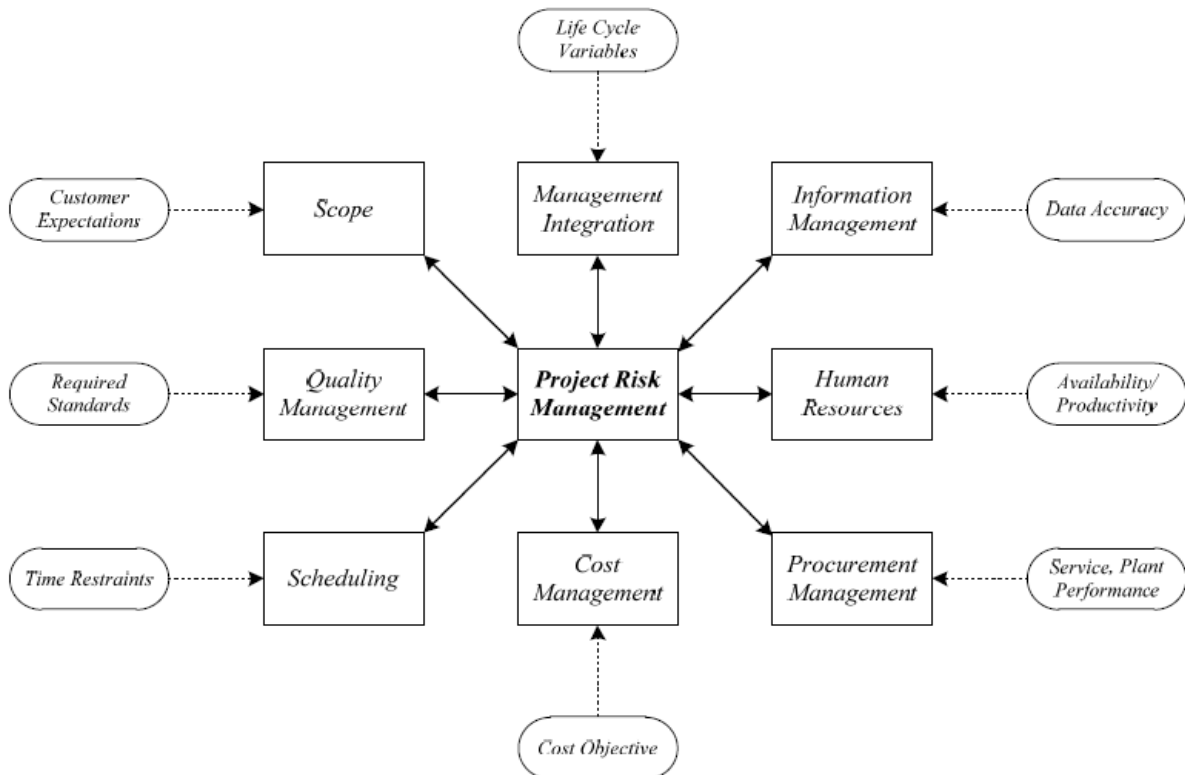 Life Cycle
Variables
Customer
Expectations
Scope
Management
Integration
Information
Management
Data Accuracy
Required
Standards
Quality
Management
Project Risk
Management
Human
Resources
Availability/
Productivity
Time Restraints
Scheduling
Cost
Management
Procurement
Management
Service, Plant
Performance
Cost Objective